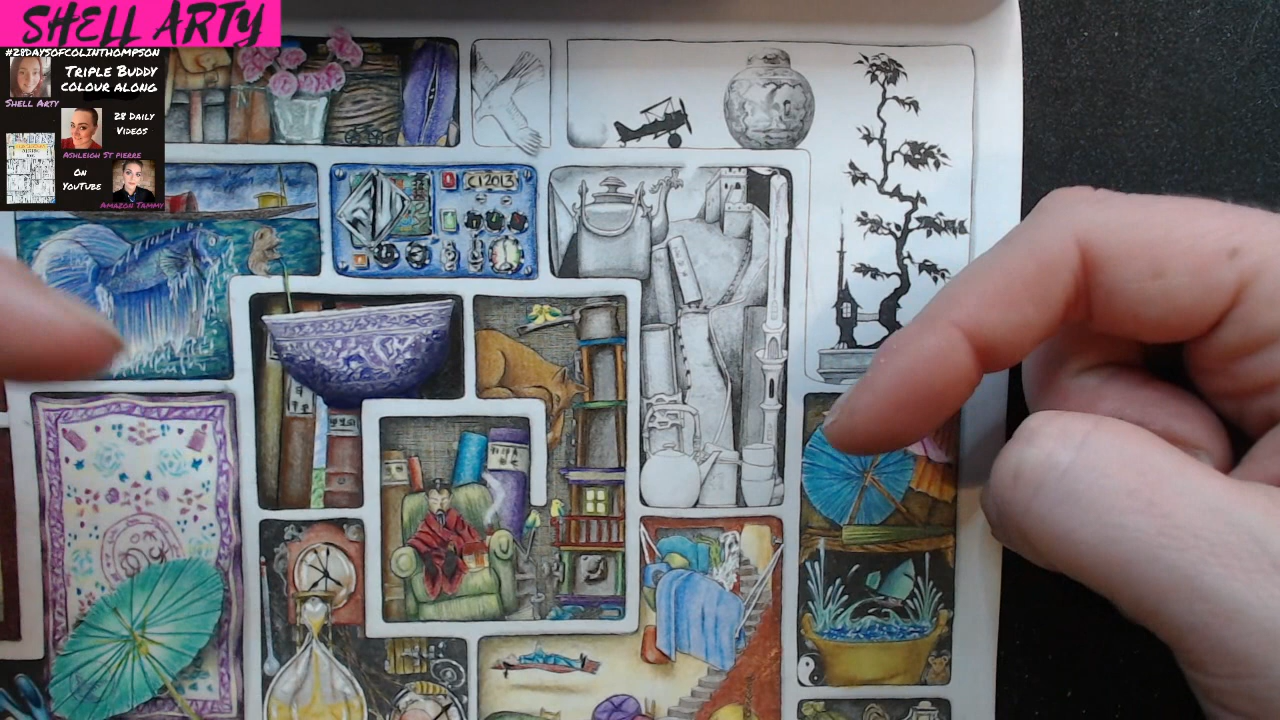 SHELL ARTY
#28DAYSOFCOLINTHOMPSON
TRIPLE BUDDY
COLOUR ALONG
SHELL ARTY
28 DAILY
VIDEOS
ASHLEIGH ST PIERRE
ON
YOUTUBE
AMAZON TAMMY
C12013